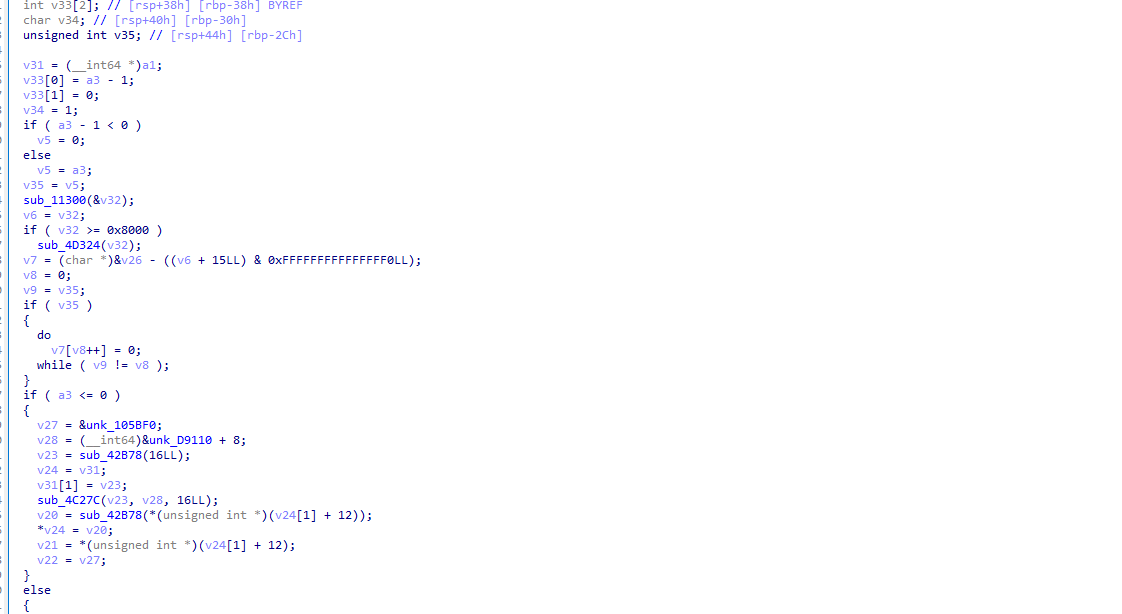 int v33[2]; // [rsp+38h] [rbp-38h] BYREF
char v34; // [rsp+40h] [rbp-30h]
unsigned int v35; // [rsp+44h] [rbp-2Ch]
v31 = (__int64 *)a1;
v33[0] = a3 - 1;
v33[1] = 0;
v34 = 1;
if ( a3 - 1 < 0 )
v5 = 0;
else
v5 = a3;
v35 = v5;
sub_11300(&v32);
v6 = v32;
if ( v32 >= 0x8000 )
sub_4D324(v32);
v7 = (char *)&v26 - ((v6 + 15LL) & 0xFFFFFFFFFFFFFFF0LL);
v8 = 0;
v9 = v35;
if ( v35 )
{
do
v7[v8++] = 0;
while ( v9 != v8 );
}
if ( a3 <= 0 )
{
v27 = &unk_105BF0;
v28 = (__int64)&unk_D9110 + 8;
v23 = sub_42B78(16LL);
v24 = v31;
v31[1] = v23;
sub_4C27C(v23, v28, 16LL);
v20 = sub_42B78(*(unsigned int *)(v24[1] + 12));
*v24 = v20;
v21 = *(unsigned int *)(v24[1] + 12);
v22 = v27;
}
else
{